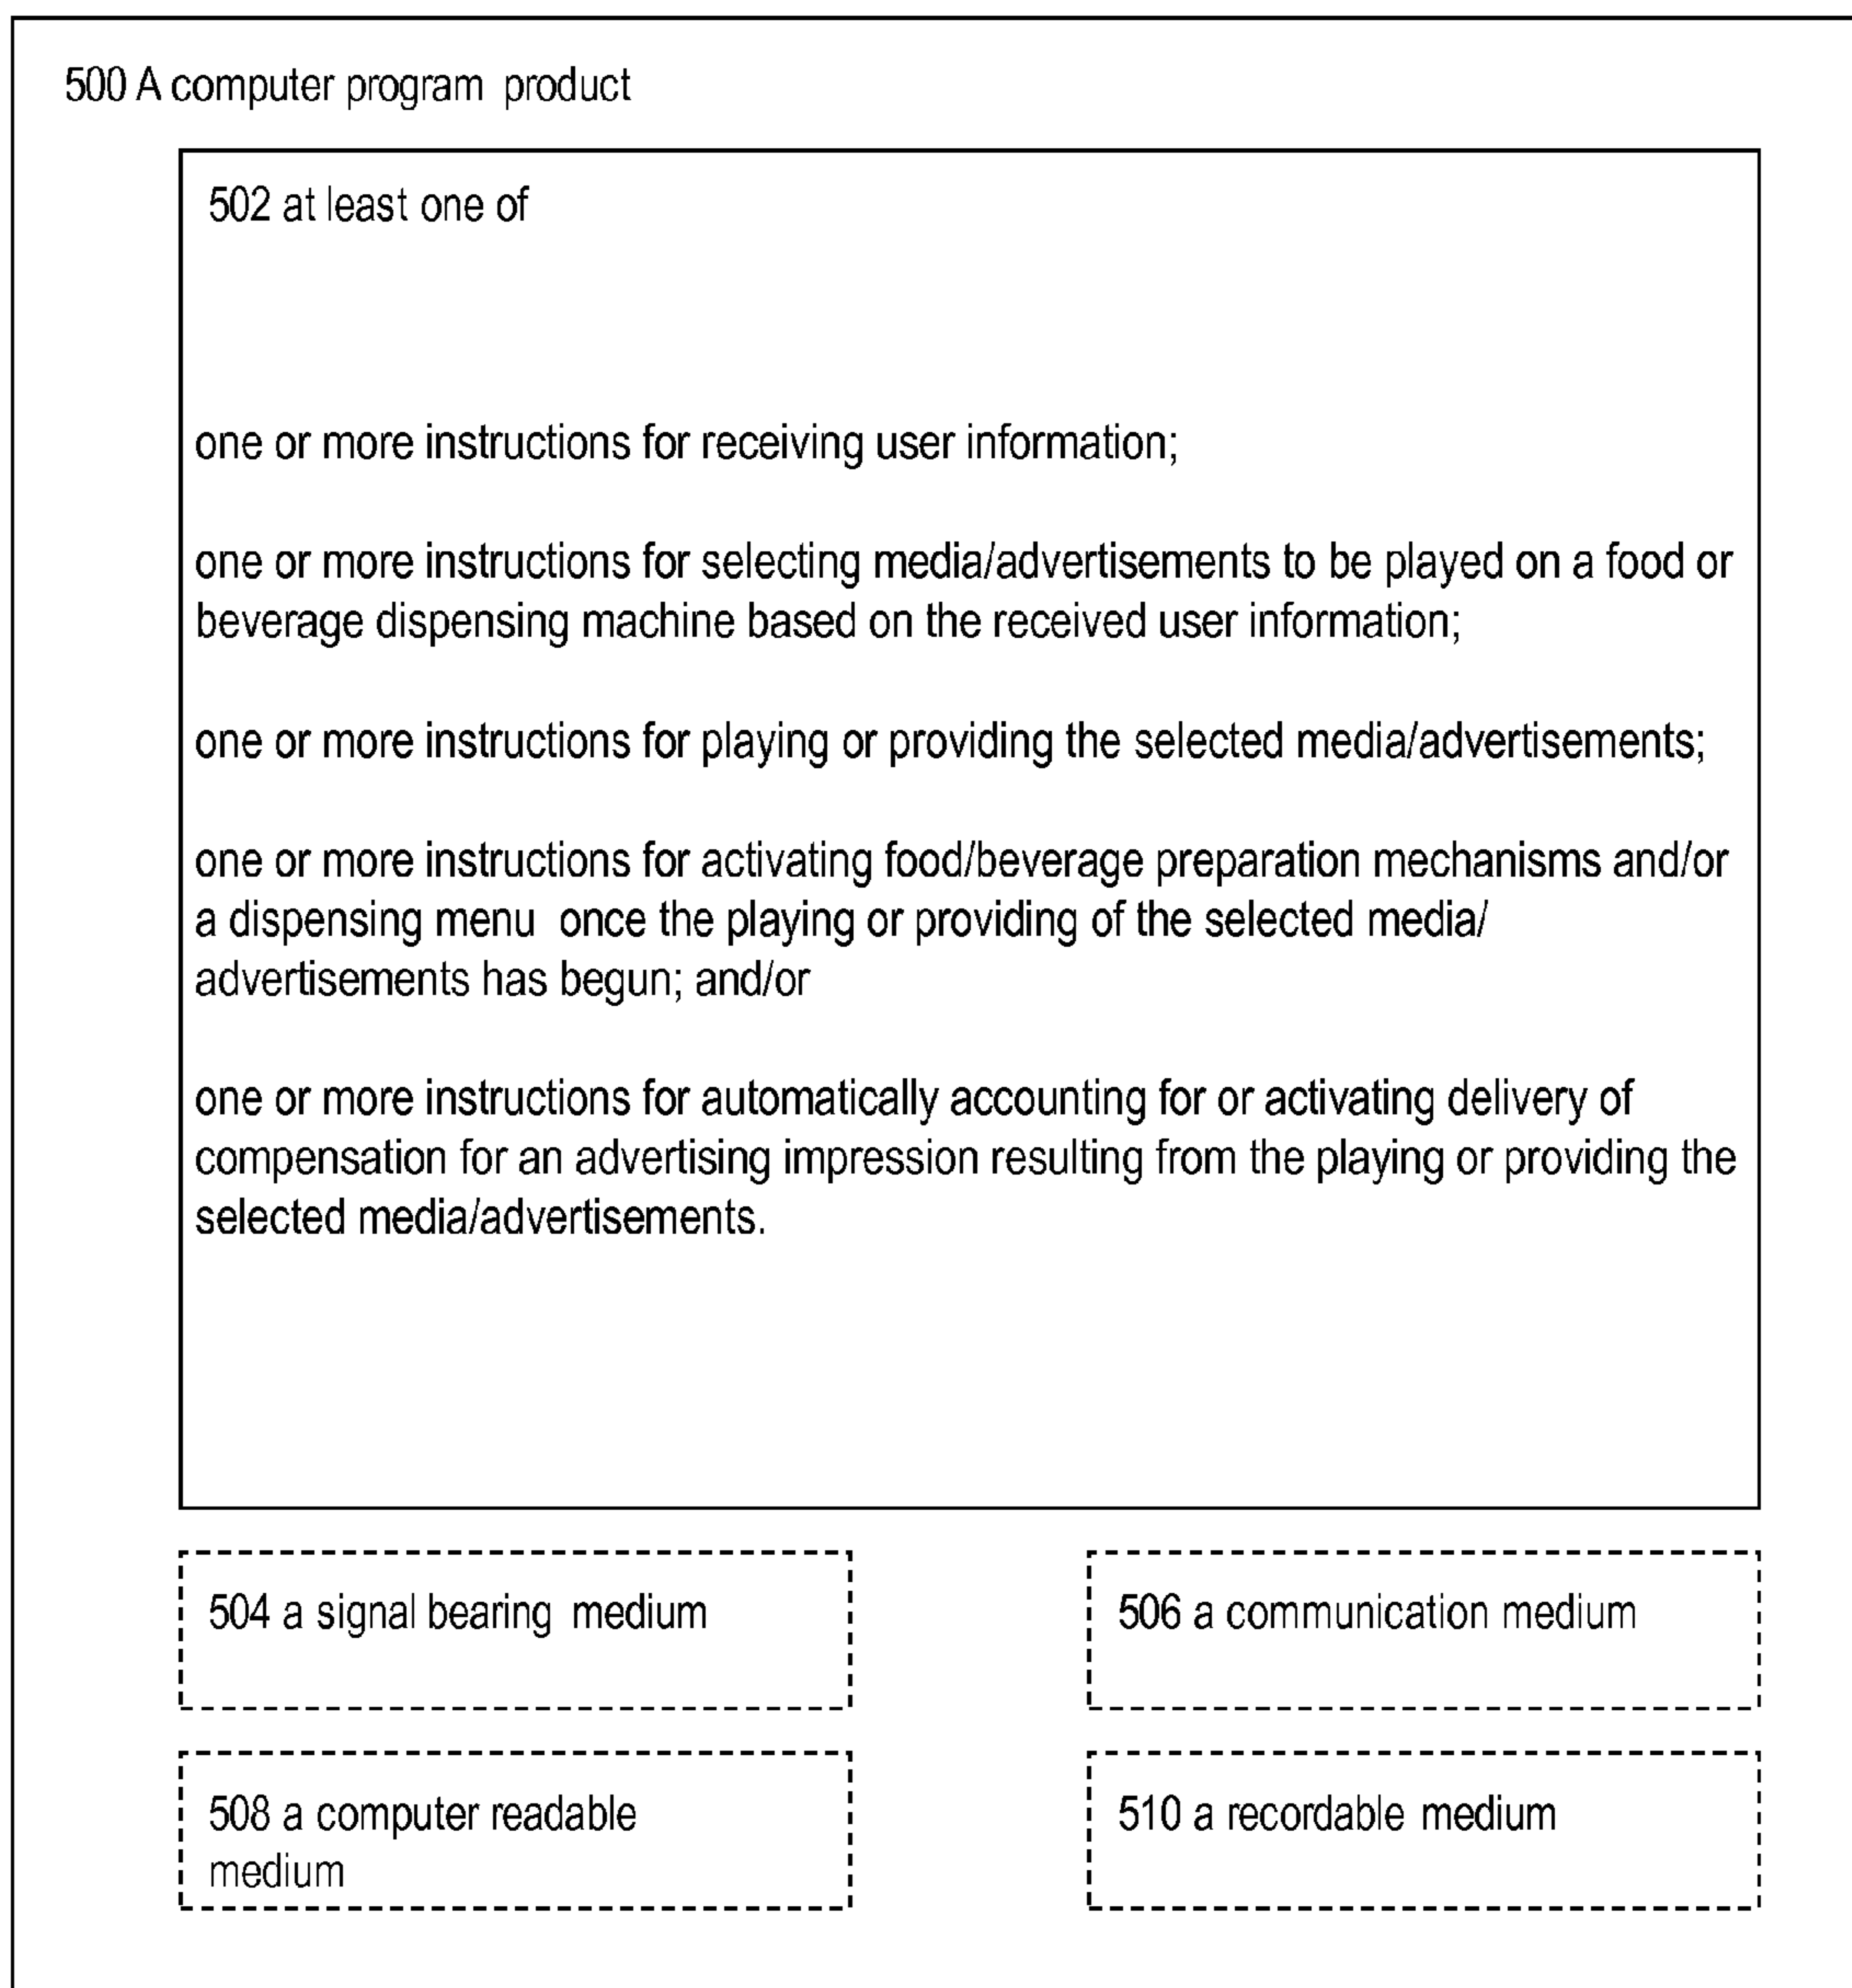 500 A computer program product
502 at least one of
one or more instructions for receiving user information;
one or more instructions for selecting media/advertisements to be played on a food or
beverage dispensing machine based on the received user information;
one or more instructions for playing or providing the selected media/advertisements;
one or more instructions for activating food/beverage preparation mechanisms and/or
a dispensing menu once the playing or providing of the selected media/
advertisements has begun; and/or
one or more instructions for automatically accounting for or activating delivery of
compensation for an advertising impression resulting from the playing or providing the
selected media/advertisements.
504 a signal bearing medium
506 a communication medium
508 a computer readable
medium
510 a recordable medium